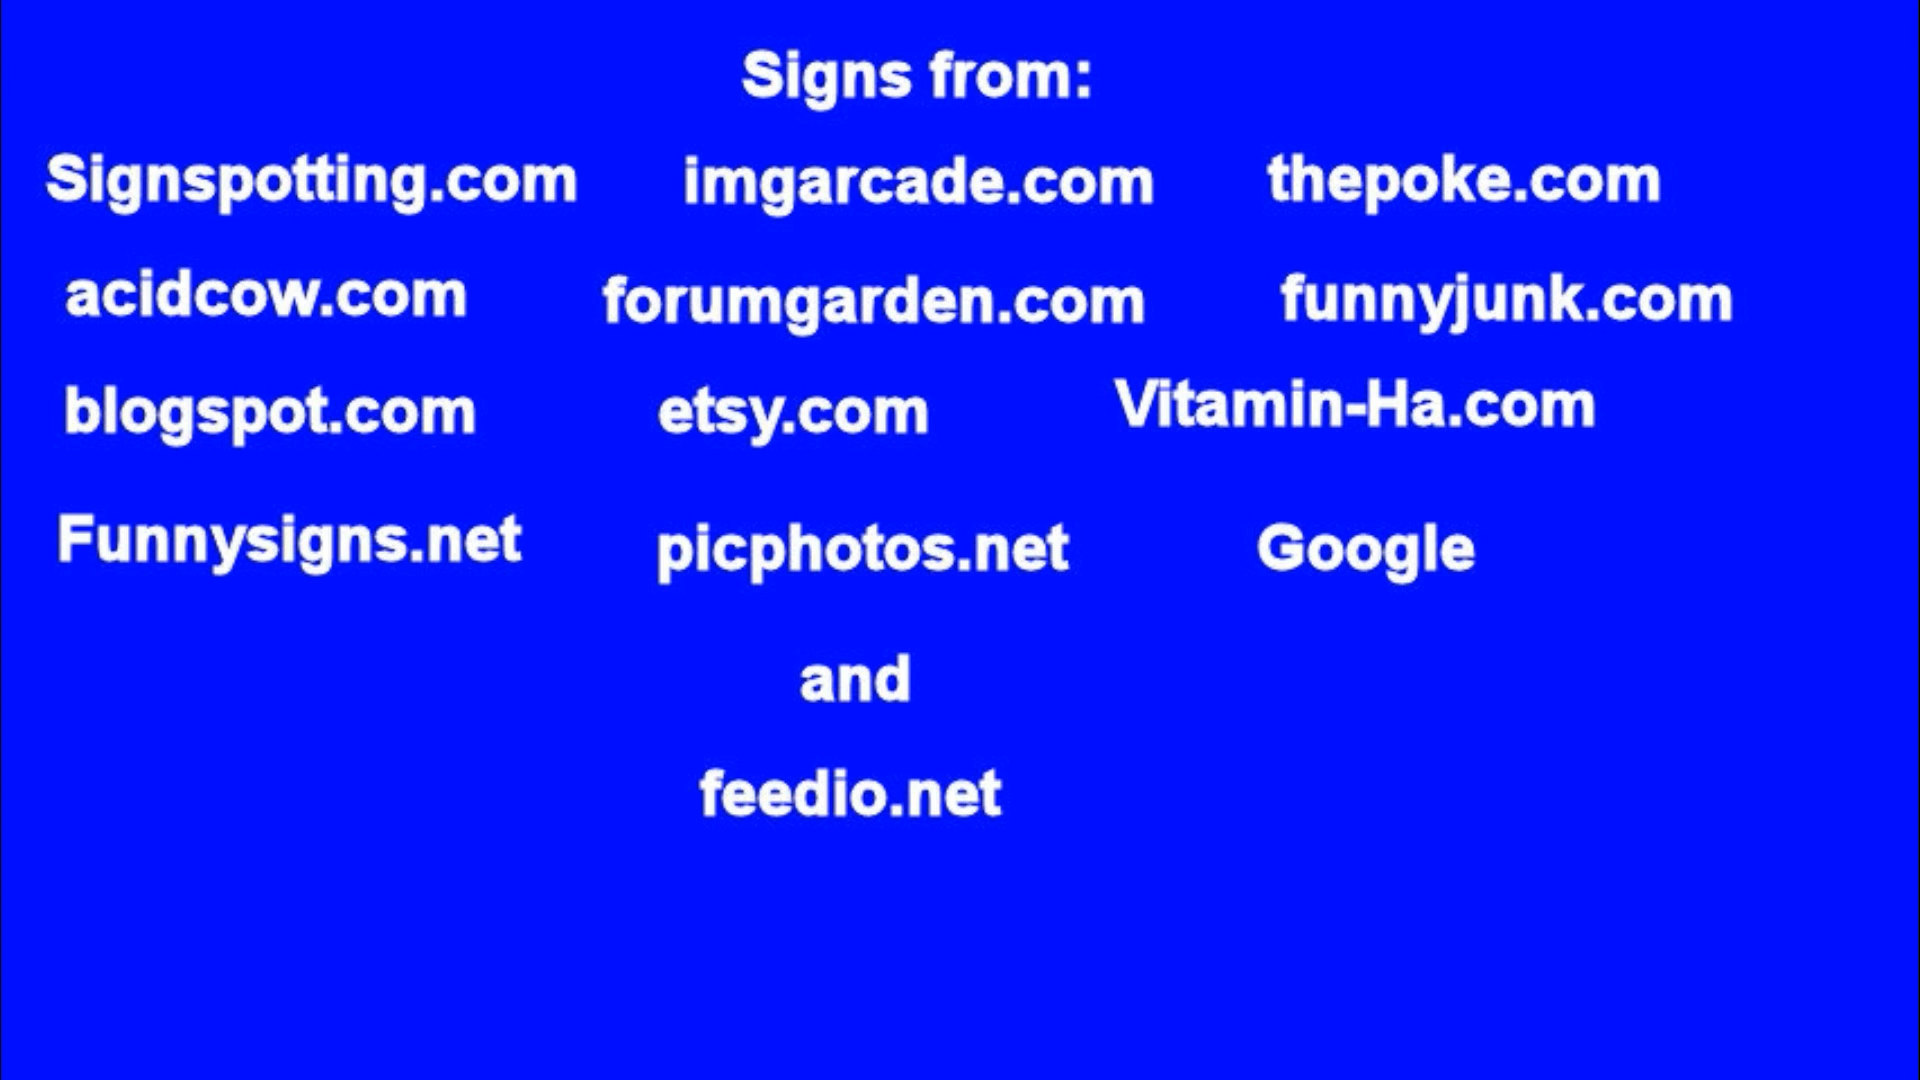 Signs from:
Signspotting.com imgarcade.com thepoke.com
acidcow.com forumgarden.com funnyjunk.com
blogspot.com etsy.com Vitamin-Ha.com
Funnysigns.net picphotos.net Google
and
feedio.net